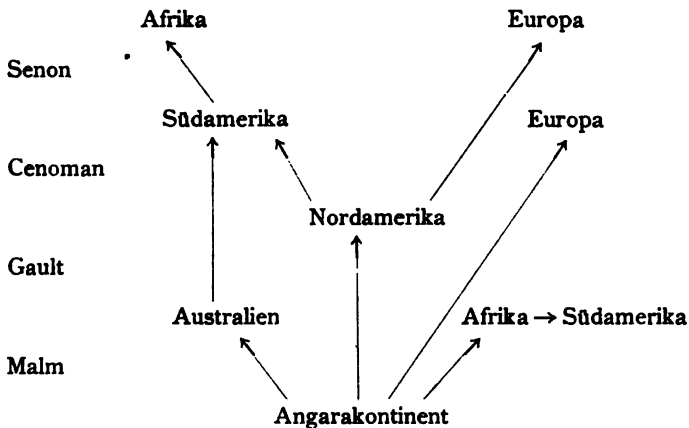 Afrika Europa
Senon
Südamerika Europa
Cenoman
Nordamerika
Gault
Australien Afrika → Südamerika
Malm
Angarakontinent